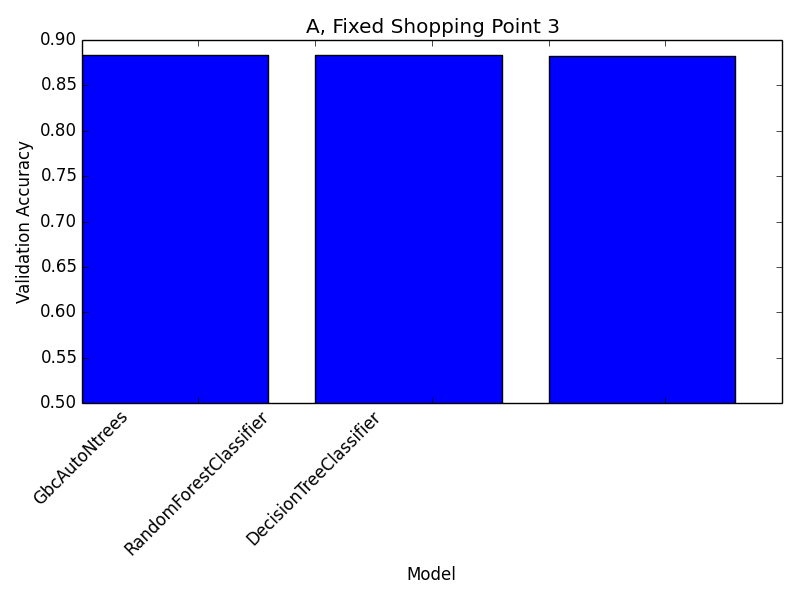 A, Fixed Shopping Point 3
0.90
0.85
0.80
0.75
0.70
0.65
0.60
0.55
0.50
Validation Accuracy
GbcAutoNtrees
RandomForestClassifier
DecisionTreeClassifier
Model